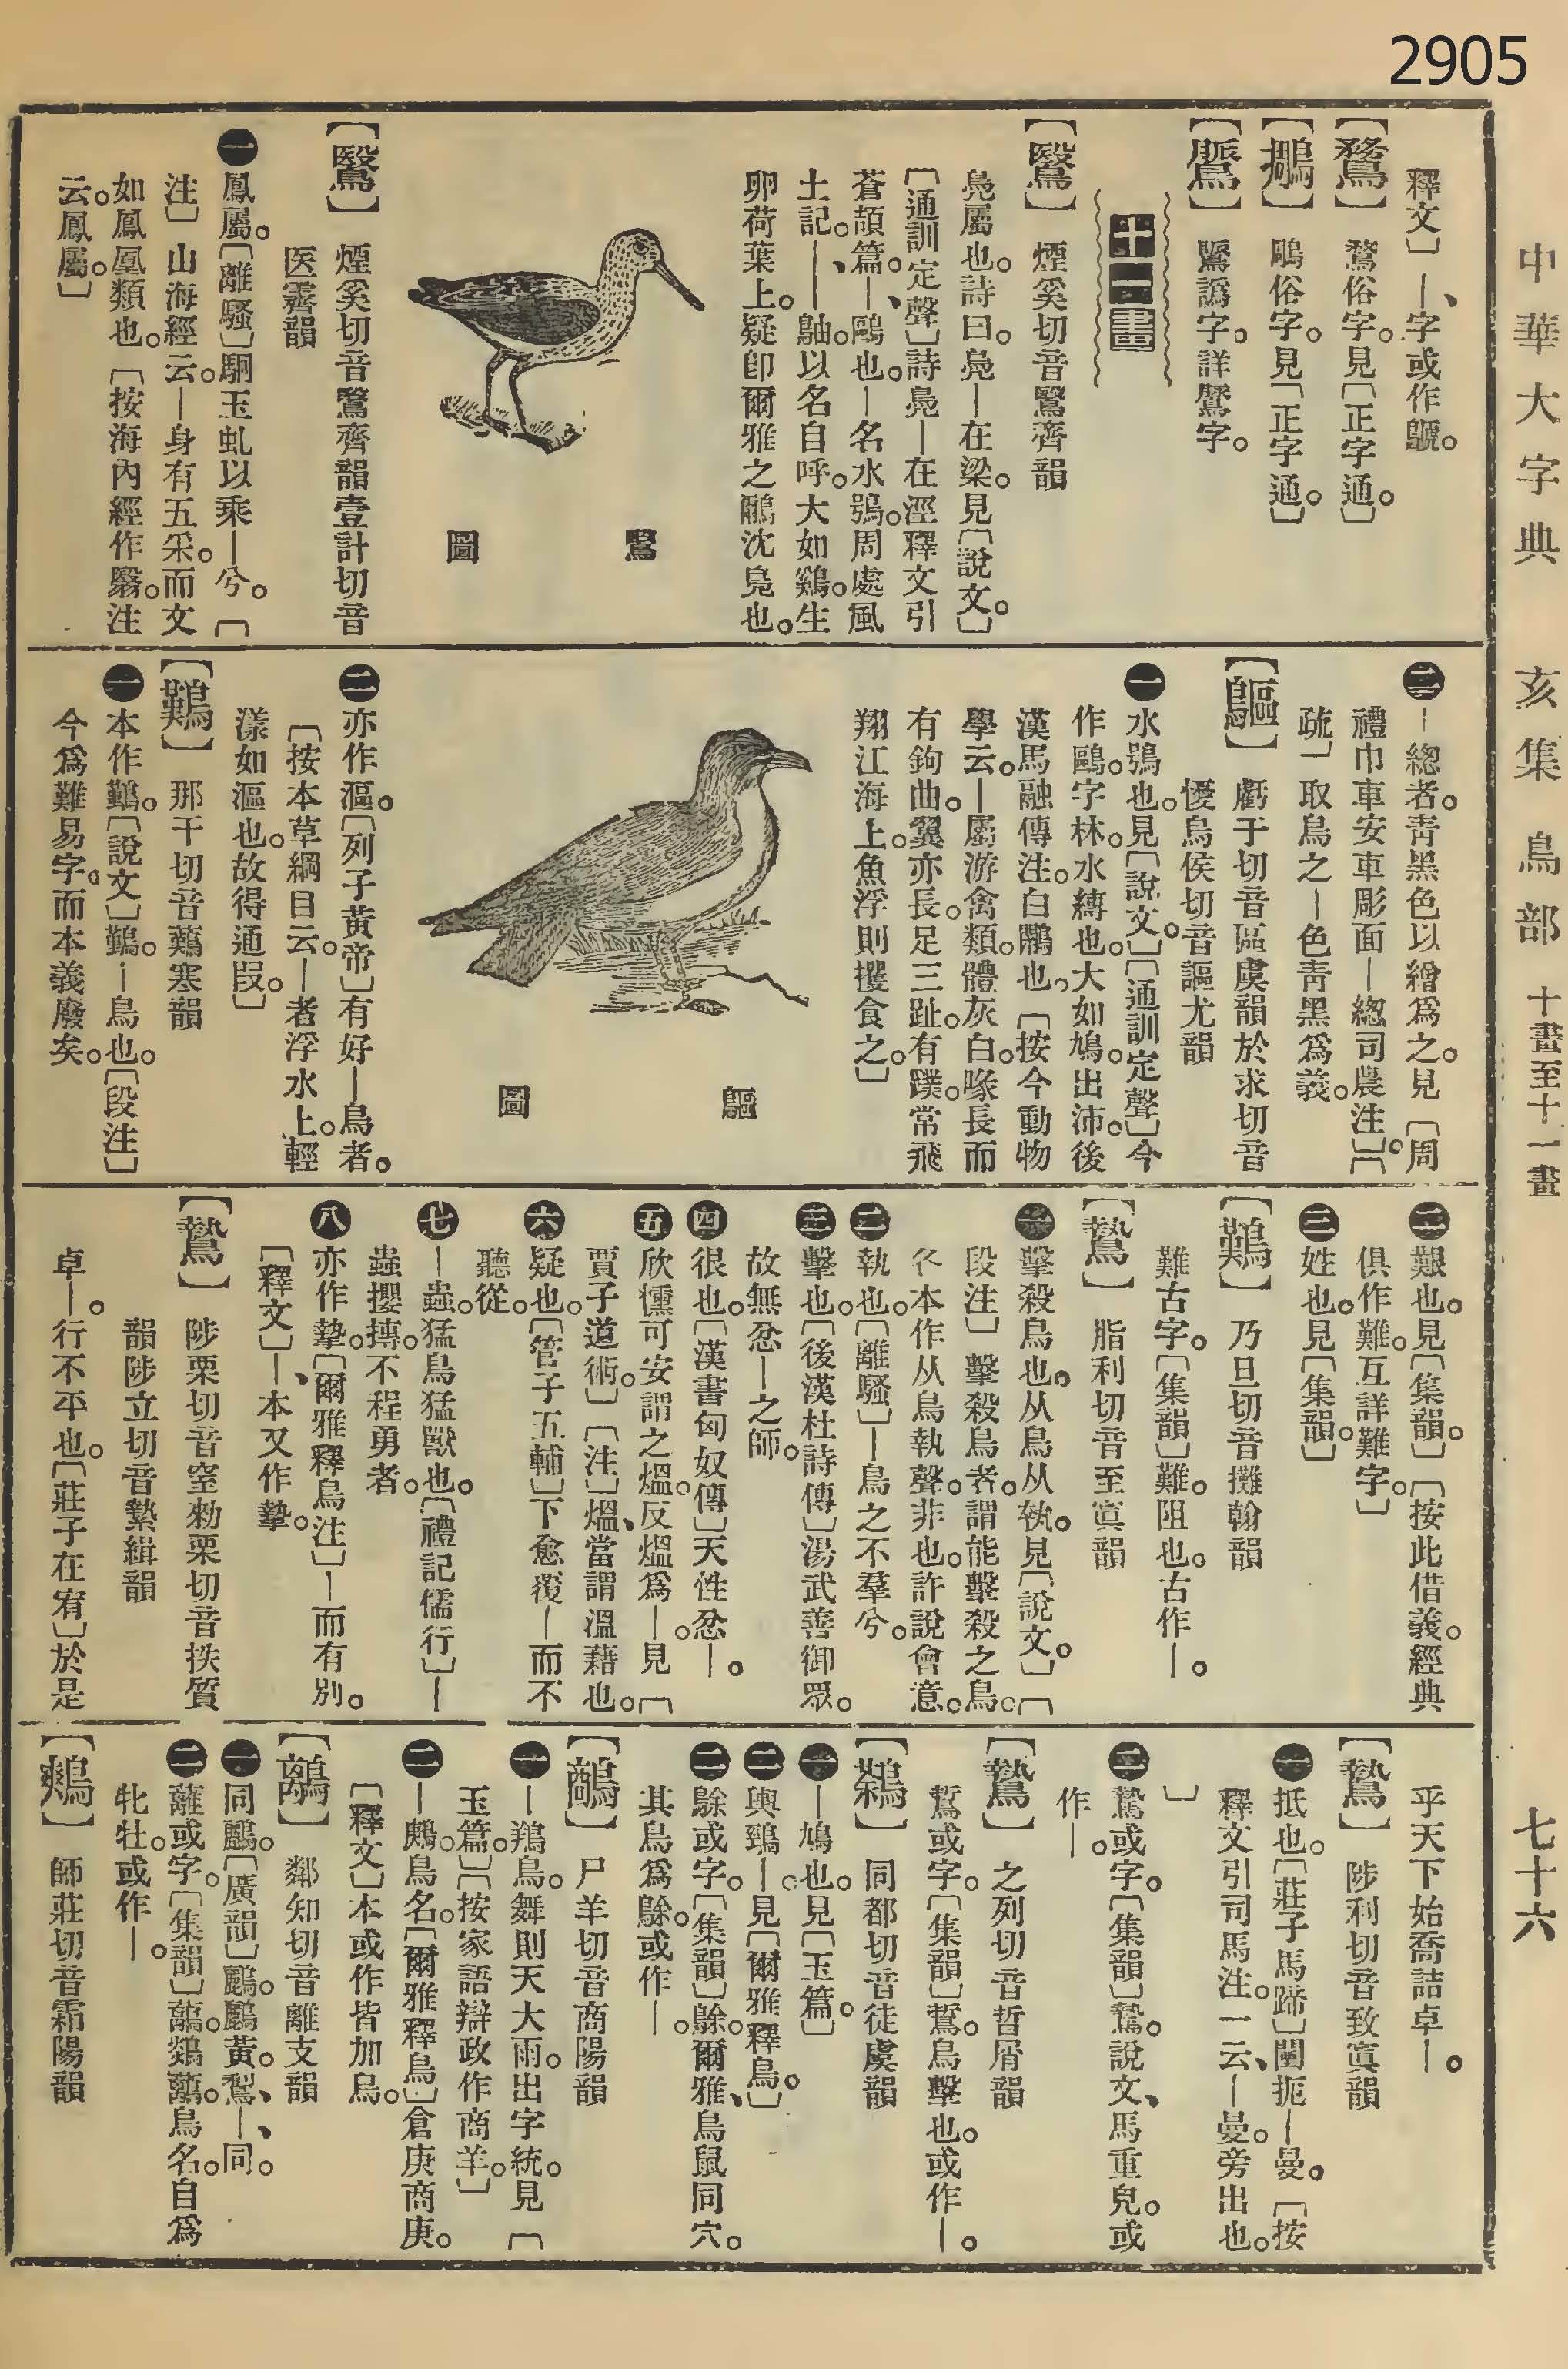 2905
中華大字典 亥集 鳥部 十畫至十一畫 七十六
釋文〕｜、字或作鷈。
【鶩】 鶩俗字。見〔正字通。〕
鵰俗字。見〔正字通。〕
譌字。詳鷽字。
十一畫
【鷖】 煙奚切音鷖齊韻
鳧屬也。詩曰。鳧｜在梁。見〔說文。〕
〔通訓定聲〕詩鳧｜在涇釋文引
蒼頡篇。｜、鷗也。｜名水鴞。周處風
土記。｜、｜鼬。以名自呼。大如鷄。生
卵荷葉上。疑卽爾雅之鸍沈鳧也。
鷖圖
【鷖】 煙奚切音鷖齊韻壹計切音
医霽韻
㊀鳳屬。〔離騷〕駟玉虬以乘｜兮。〔
注〕山海經云。｜身有五采。而文
如鳳凰類也。〔按海內經作翳。注
云。鳳屬。〕
㊁｜總者。青黑色以繒爲之。見〔周
禮巾車安車彫面｜總司農注。〕〔
疏〕取鳥之｜色青黑爲義。
【鷗】 虧于切音區虞韻於求切音
憂烏侯切音謳尤韻
㊀水鴞也。見〔說文。〕〔通訓定聲〕今
作鷗。字林。水鴞也。大如鳩。出沛。後
漢馬融傳注。白鷳也。〔按今動物
學云。｜屬游禽類。體灰白。喙長而
有鉤曲。翼亦長。足三趾。有蹼。常飛
翔江海上。魚浮則攫食之。〕
鷗圖
㊁亦作漚。〔列子黃帝〕有好｜鳥者。
〔按本草綱目云。｜者浮水上。輕
漾如漚也。故得通叚。〕
【鷬】 那干切音難寒韻
㊀本作鶧。〔說文〕鶧。｜鳥也。〔段注〕
今爲難易字。而本義廢矣。
㊁艱也。見〔集韻。〕〔按此借義。經典
俱作難。互詳難字。〕
㊂姓也。見〔集韻。〕
乃旦切音攤翰韻
難古字。〔集韻〕難。阻也。古作｜。
【鷙】 脂利切音至寘韻
㊀擊殺鳥也。从鳥从執。見〔說文。〕〔
段注〕擊殺鳥者。謂能擊殺之鳥。
仌本作从鳥執聲。非也。許說會意。
㊁執也。〔離騷〕｜鳥之不羣兮。
㊂擊也。〔後漢杜詩傳〕湯武善御眾。
故無忿｜之師。
㊃很也。〔漢書匈奴傳〕天性忿｜。
㊄欣懽可安謂之熅。反熅爲｜。見〔
賈子道術。〕〔注〕熅、當謂溫藉也。
㊅疑也。〔管子五輔〕下愈覆｜而不
聽從。
㊆｜蟲。猛鳥猛獸也。〔禮記儒行〕｜
蟲攫摶。不程勇者。
㊇亦作摯。〔爾雅釋鳥注〕｜而有別。
〔釋文〕｜、本又作摯。
【鷙】 陟栗切音窒勑栗切音抶質
韻陟立切音縶緝韻
卓｜。行不平也。〔莊子在宥〕於是
乎天下始喬詰卓｜。
【鷙】 陟利切音致寘韻
㊀抵也。〔莊子馬蹄〕闉扼｜曼。〔按
釋文引司馬注。一云、｜曼。旁出也。
〕
㊁騺或字。〔集韻〕騺。說文、馬重皃。或
作｜。
【鷙】 之列切音晢屑韻
鷙或字。〔集韻〕鷙。鳥擊也。或作｜。
同都切音徒虞韻
㊀｜鳩也。見〔玉篇。〕
㊁與鵄｜。見〔爾雅釋鳥。〕
㊂鵌或字。〔集韻〕鵌。爾雅、鳥鼠同穴。
其鳥爲鵌。或作｜。
【鷾】 尸羊切音商陽韻
㊀｜䴊鳥。舞則天大雨。出字統。見〔
玉篇。〕〔按家語辯政作商羊。〕
㊁｜鶊鳥名。〔爾雅釋鳥〕倉庚商庚。
〔釋文〕本或作皆加鳥。
【鷅】 鄰知切音離支韻
㊀同鸝。〔廣韻〕鸝。鸝黃。鵹、｜、同。
㊁離或字。〔集韻〕離。離鳥名。自爲
牝牡。或作｜。
【鷞】 師莊切音霜陽韻